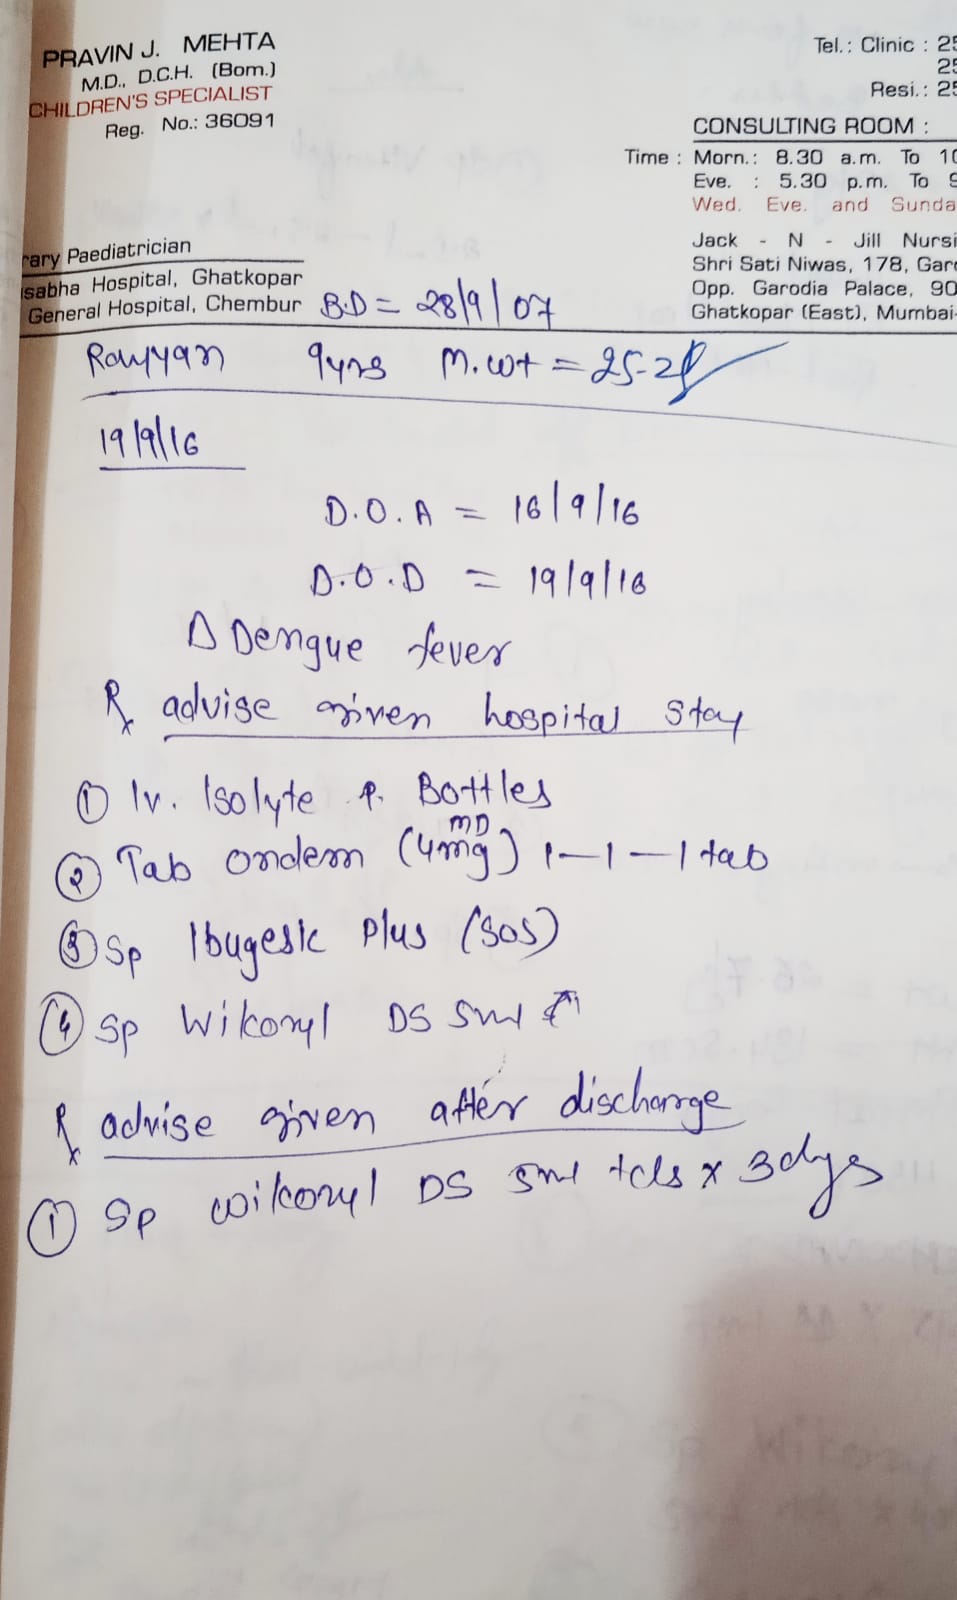 PRAVIN J. MEHTA
M.D., D.C.H. (Bom.)
CHILDREN'S SPECIALIST
Reg. No.: 36091
Tel.: Clinic : 25
25
Resi.: 25
CONSULTING ROOM :
Time : Morn.: 8.30 a.m. To 10
Eve. : 5.30 p.m. To 9
Wed. Eve. and Sunda
Jack - N - Jill Nursi
Shri Sati Niwas, 178, Garo
Opp. Garodia Palace, 90
Ghatkopar (East), Mumbai-
rary Paediatrician
sabha Hospital, Ghatkopar
General Hospital, Chembur
B.D = 28/9/07
Rayyan 9yrs M. wt = 25.2
19/9/16
D.O.A = 16/9/16
D.O.D = 19/9/16
Δ Dengue fever
Rx advise given hospital stay
① Iv. Isolyte P. Bottles
② Tab ondem MD (4mg) 1—1—1 tab
③ Sp Ibugesic Plus (SOS)
④ Sp Wikoryl DS 5ml
Rx advise given after discharge
① Sp wikoryl DS 5ml tds x 3dys